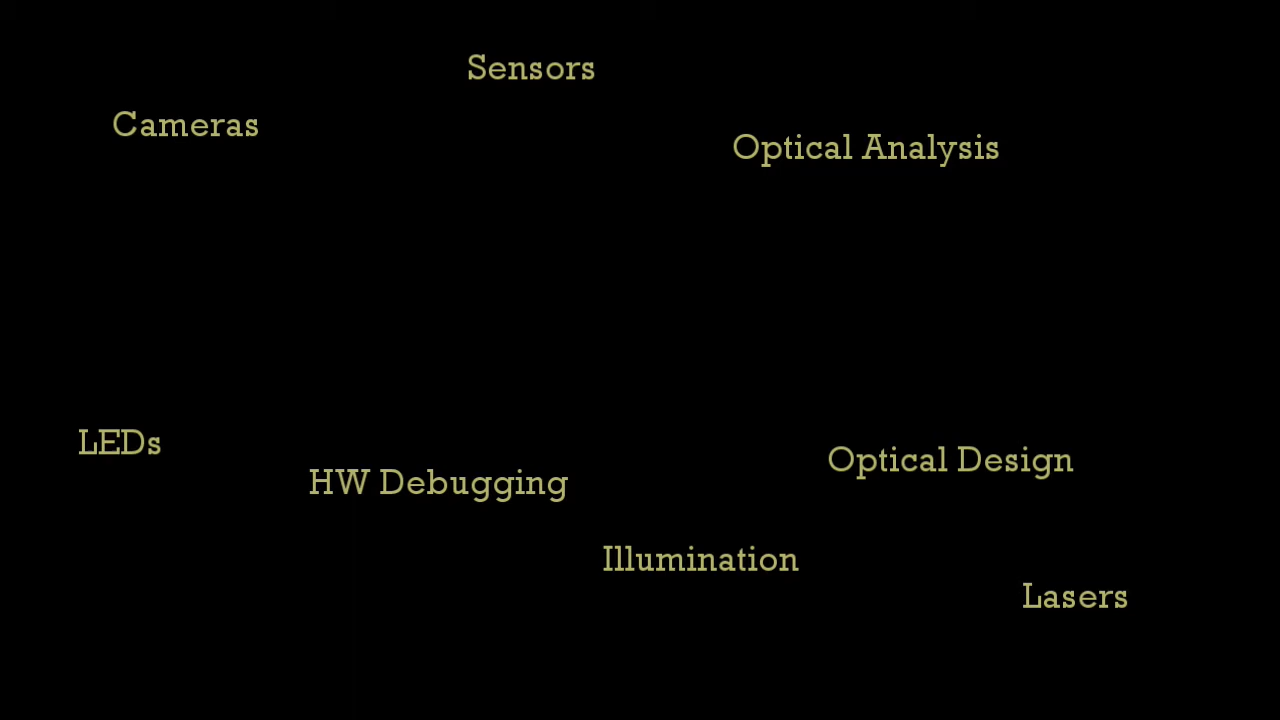 Sensors
Cameras
Optical Analysis
LEDs
Optical Design
HW Debugging
Illumination
Lasers